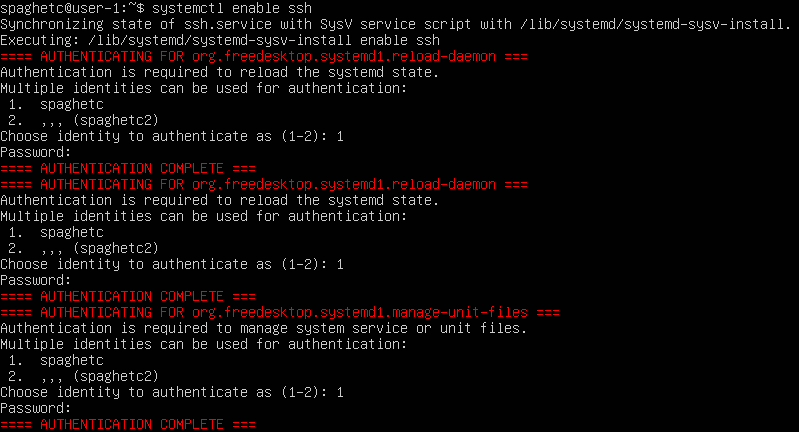 spaghetc@user-1:~$ systemctl enable ssh
Synchronizing state of ssh.service with SysV service script with /lib/systemd/systemd-sysv-install.
Executing: /lib/systemd/systemd-sysv-install enable ssh
==== AUTHENTICATING FOR org.freedesktop.systemd1.reload-daemon ===
Authentication is required to reload the systemd state.
Multiple identities can be used for authentication:
 1.  spaghetc
 2.  ,,, (spaghetc2)
Choose identity to authenticate as (1-2): 1
Password:
==== AUTHENTICATION COMPLETE ===
==== AUTHENTICATING FOR org.freedesktop.systemd1.reload-daemon ===
Authentication is required to reload the systemd state.
Multiple identities can be used for authentication:
 1.  spaghetc
 2.  ,,, (spaghetc2)
Choose identity to authenticate as (1-2): 1
Password:
==== AUTHENTICATION COMPLETE ===
==== AUTHENTICATING FOR org.freedesktop.systemd1.manage-unit-files ===
Authentication is required to manage system service or unit files.
Multiple identities can be used for authentication:
 1.  spaghetc
 2.  ,,, (spaghetc2)
Choose identity to authenticate as (1-2): 1
Password:
==== AUTHENTICATION COMPLETE ===